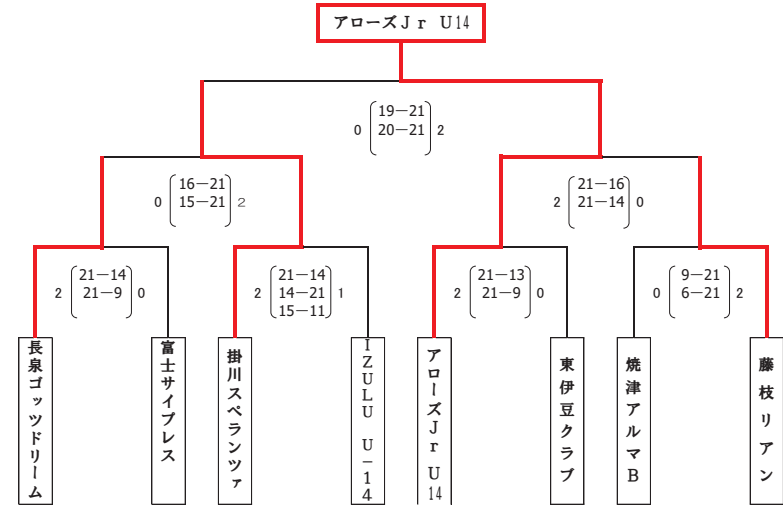 アローズJr U14
19－21
0 20－21 2
16－21
0 15－21 2
21－16
2 21－14 0
21－14
2 21－9 0
21－14
2 14－21 1
15－11
21－13
2 21－9 0
9－21
0 6－21 2
長泉ゴッツドリーム
富士サイプレス
掛川スペランツァ
IZULU U－14
アローズJr U14
東伊豆クラブ
焼津アルマB
藤枝リアン